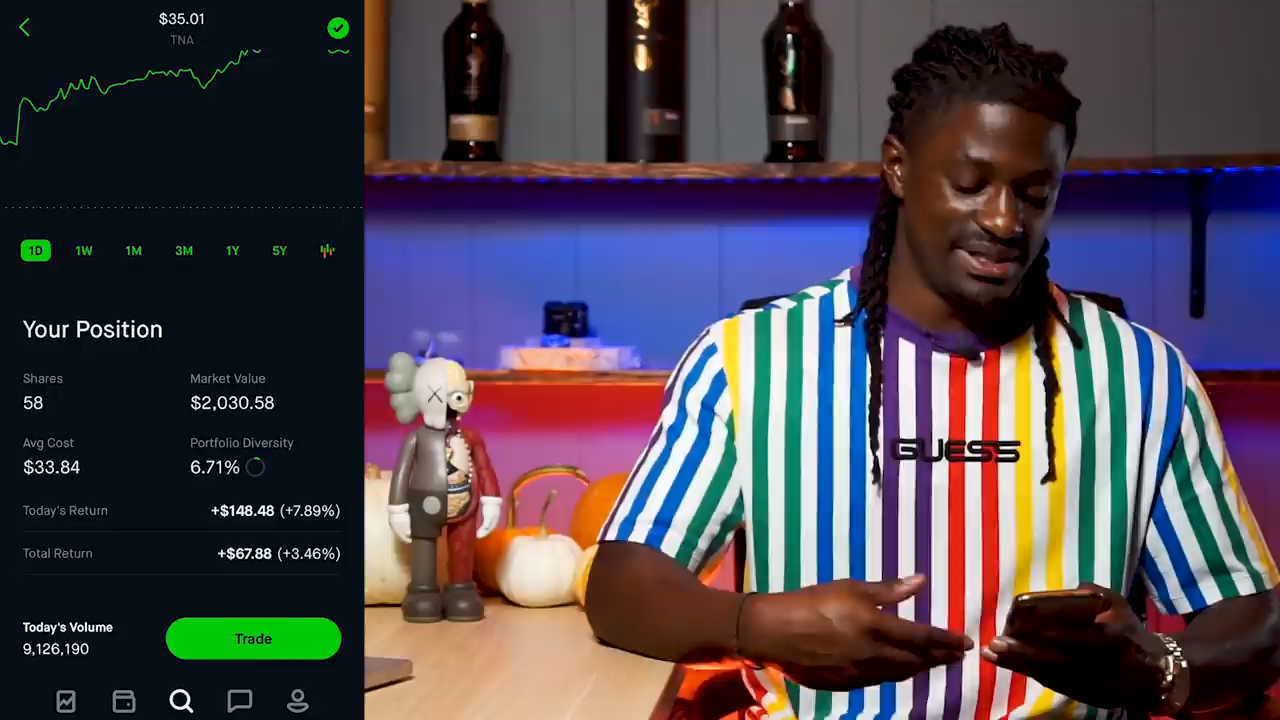 $35.01
TNA
1D 1W 1M 3M 1Y 5Y
Your Position
Shares Market Value
58 $2,030.58
Avg Cost Portfolio Diversity
$33.84 6.71%
Today's Return +$148.48 (+7.89%)
Total Return +$67.88 (+3.46%)
Today's Volume
9,126,190
Trade
GUESS